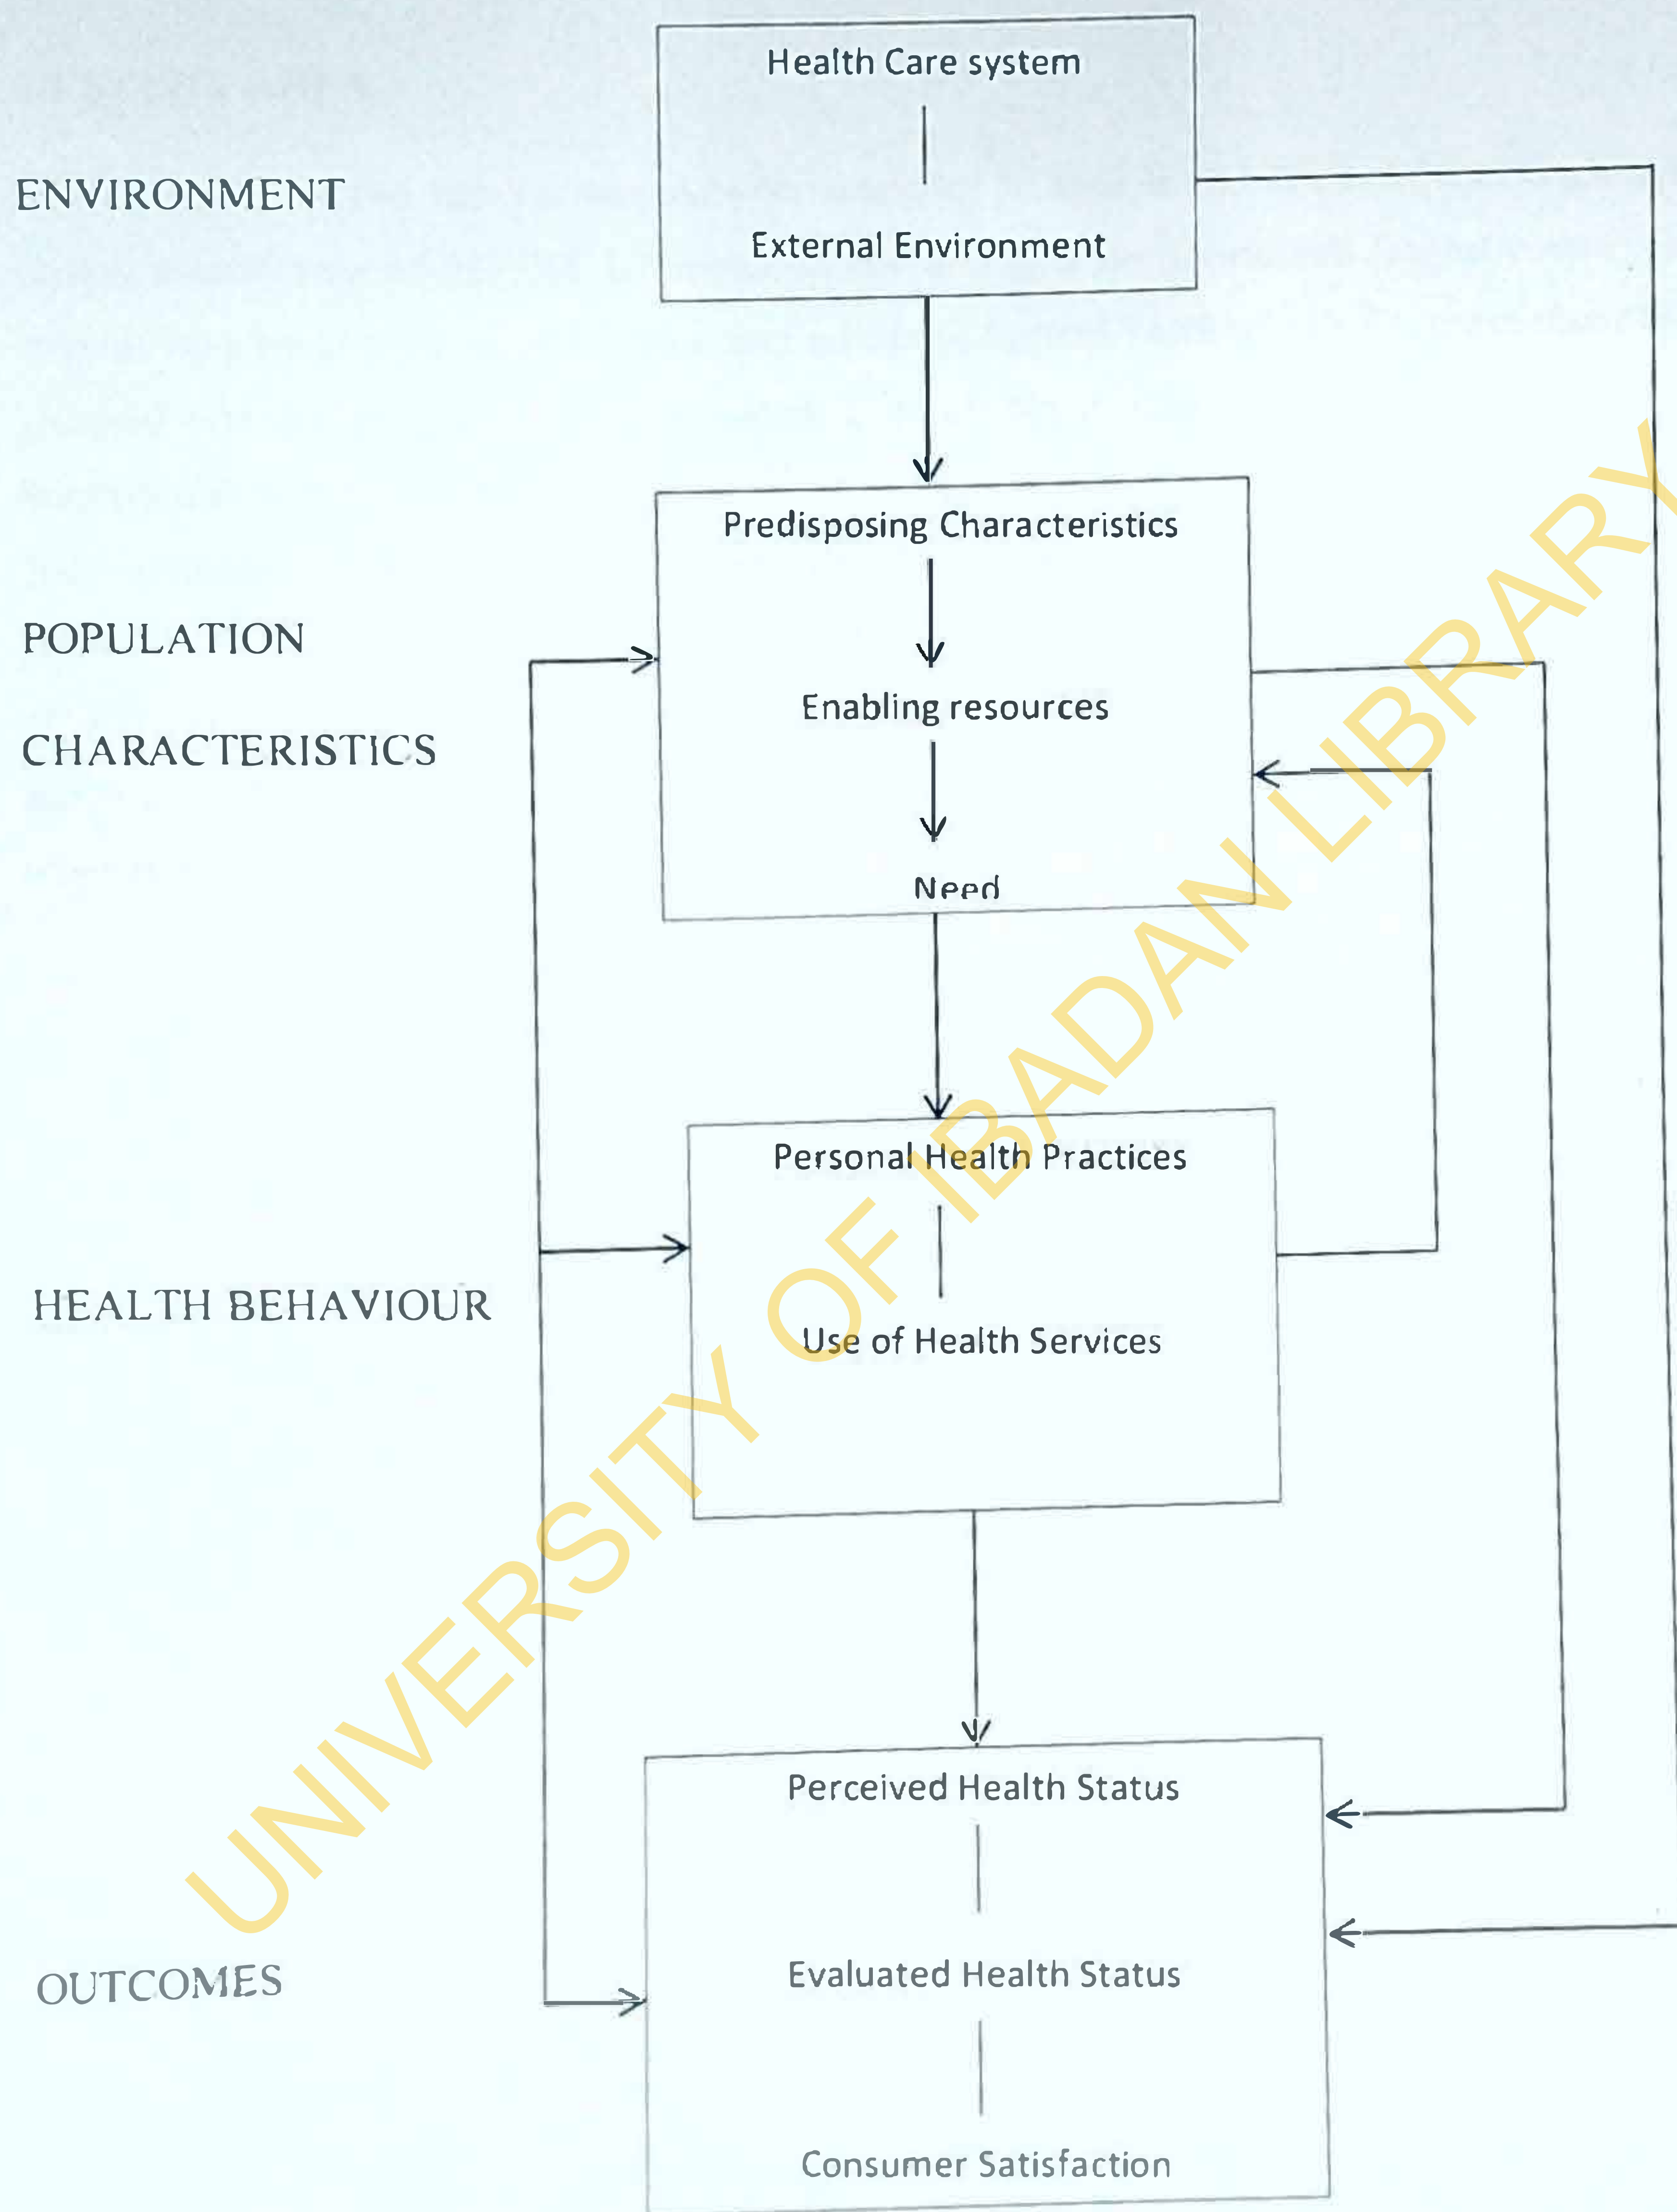 Health Care system
ENVIRONMENT
External Environment
Predisposing Characteristics
POPULATION
Enabling resources
CHARACTERISTICS
Need
Personal Health Practices
HEALTH BEHAVIOUR
Use of Health Services
Perceived Health Status
Evaluated Health Status
OUTCOMES
Consumer Satisfaction
UNIVERSITY OF IBADAN LIBRARY